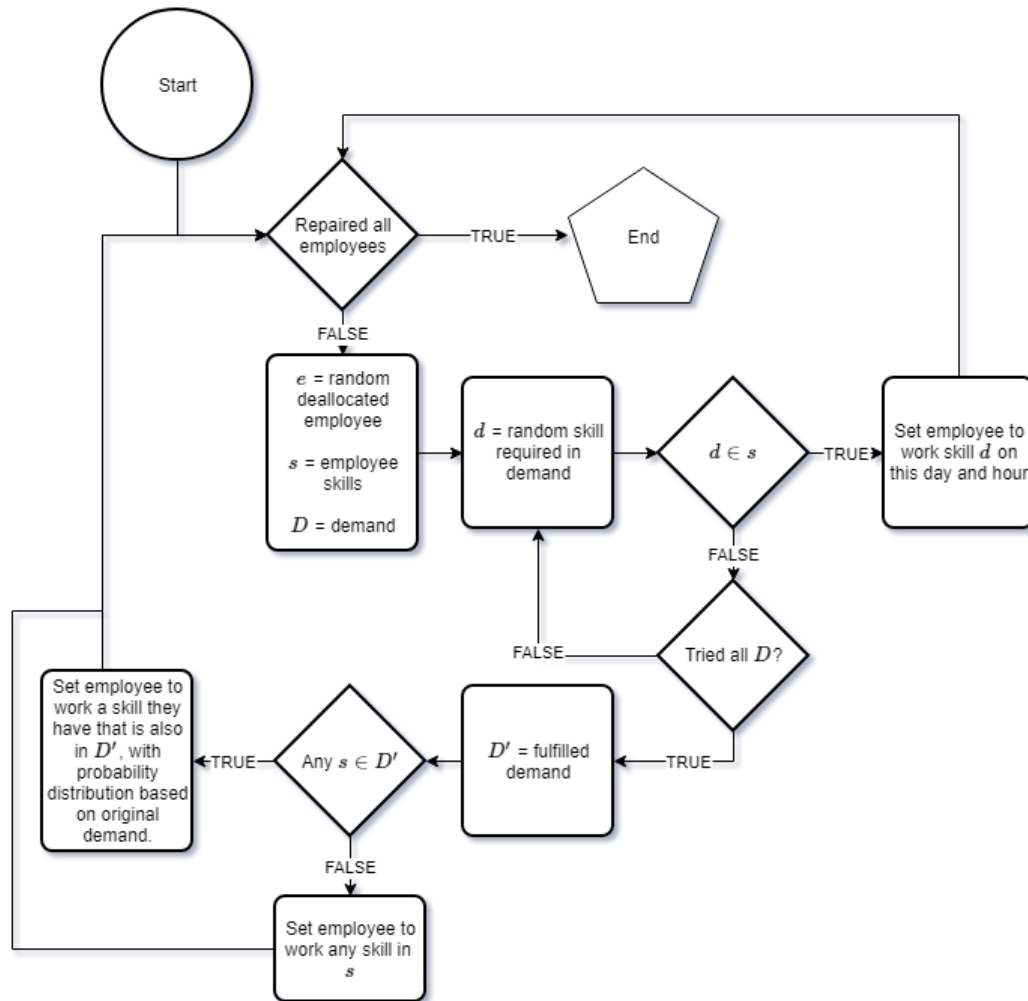 Start
Repaired all
employees
TRUE
End
FALSE
e = random
deallocated
employee
s = employee
skills
D = demand
d = random skill
required in
demand
d ∈ s
TRUE
Set employee to
work skill d on
this day and hour
FALSE
Tried all D?
FALSE
TRUE
D′ = fulfilled
demand
Any s ∈ D′
TRUE
Set employee to
work a skill they
have that is also
in D′, with
probability
distribution based
on original
demand.
FALSE
Set employee to
work any skill in
s